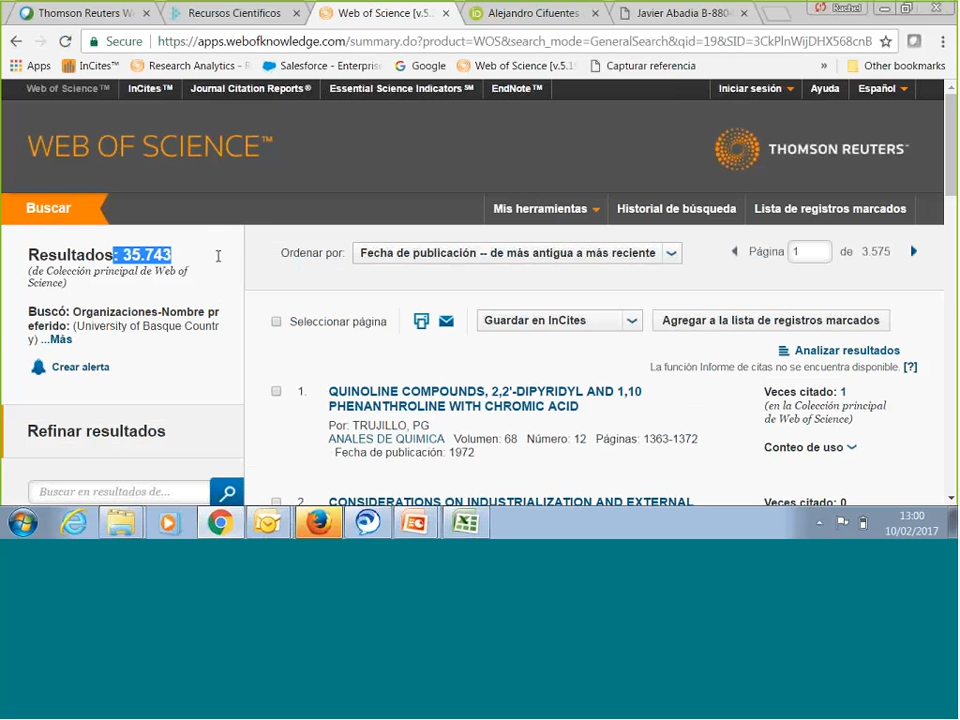 Thomson Reuters We
Recursos Científicos
Web of Science [v.5.
Alejandro Cifuentes
Javier Abadia B-880
Rachel
Secure
https://apps.webofknowledge.com/summary.do?product=WOS&search_mode=GeneralSearch&qid=19&SID=3CkPlnWijDHX568cnB
Apps
InCites™
Research Analytics - R
Salesforce - Enterprise
Google
Web of Science [v.5.1
Capturar referencia
»
Other bookmarks
Web of Science™
InCites™
Journal Citation Reports®
Essential Science Indicators℠
EndNote™
Iniciar sesión
Ayuda
Español
WEB OF SCIENCE™
THOMSON REUTERS™
Buscar
Mis herramientas
Historial de búsqueda
Lista de registros marcados
Resultados: 35.743
(de Colección principal de Web of
Science)
Buscó: Organizaciones-Nombre pr
eferido: (University of Basque Countr
y) ...Más
Crear alerta
Refinar resultados
Buscar en resultados de...
Ordenar por:
Fecha de publicación -- de más antigua a más reciente
Página 1 de 3.575
Seleccionar página
Guardar en InCites
Agregar a la lista de registros marcados
Analizar resultados
La función Informe de citas no se encuentra disponible. [?]
1.
QUINOLINE COMPOUNDS, 2,2'-DIPYRIDYL AND 1,10
PHENANTHROLINE WITH CHROMIC ACID
Por: TRUJILLO, PG
ANALES DE QUIMICA Volumen: 68 Número: 12 Páginas: 1363-1372
Fecha de publicación: 1972
Veces citado: 1
(en la Colección principal
de Web of Science)
Conteo de uso
2.
CONSIDERATIONS ON INDUSTRIALIZATION AND EXTERNAL
Veces citado: 0
13:00
10/02/2017